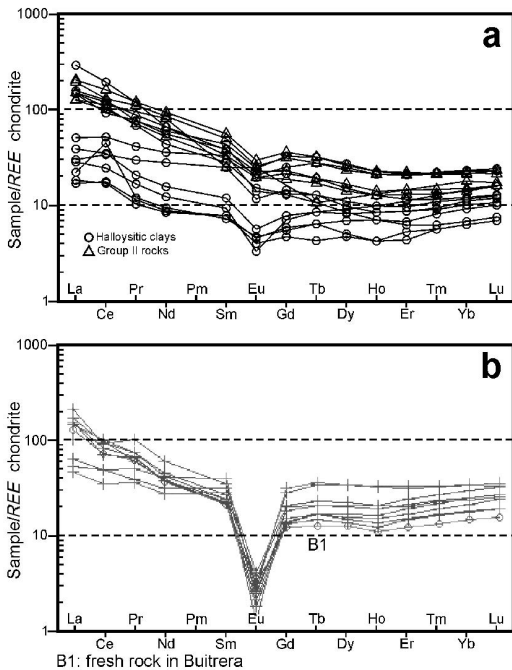 1000
a
100
Sample/REE chondrite
10
Halloysitic clays
Group II rocks
1
La Pr Pm Eu Tb Ho Tm Lu
Ce Nd Sm Gd Dy Er Yb
1000
b
100
Sample/REE chondrite
10
B1
1
La Pr Pm Eu Tb Ho Tm Lu
Ce Nd Sm Gd Dy Er Yb
B1: fresh rock in Buitrera